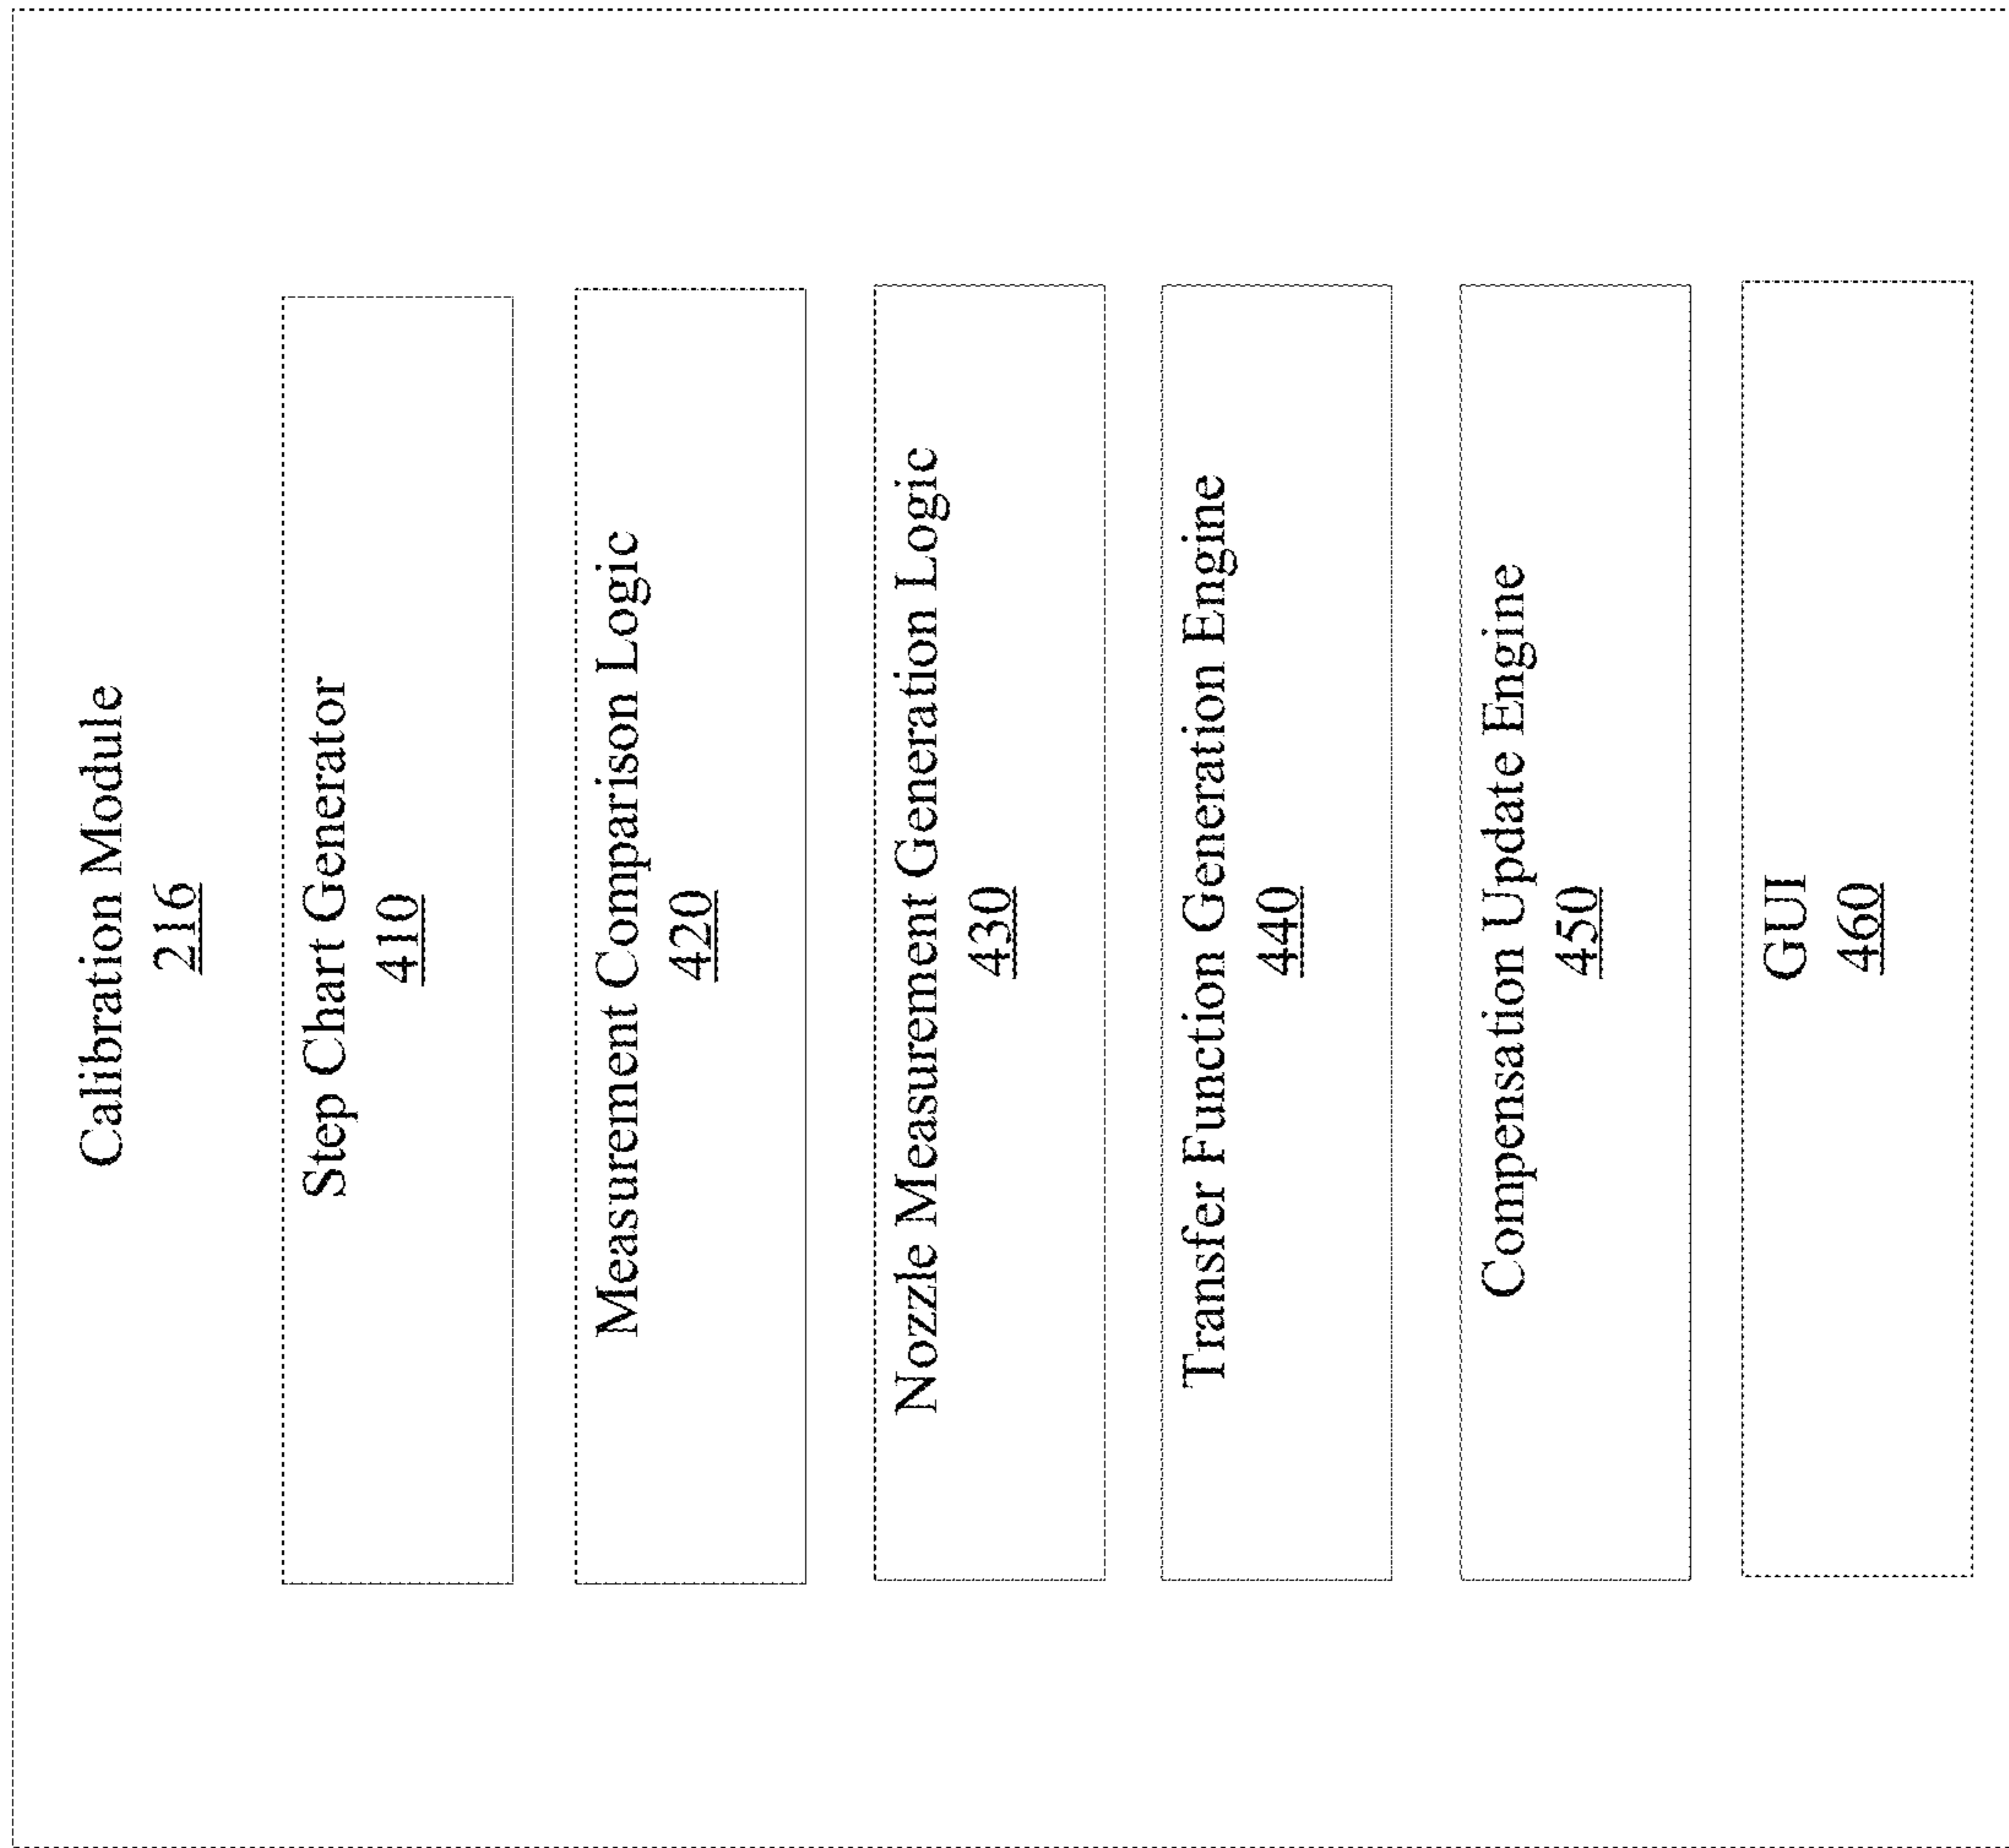 Calibration Module
216
Step Chart Generator
410
Measurement Comparison Logic
420
Nozzle Measurement Generation Logic
430
Transfer Function Generation Engine
440
Compensation Update Engine
450
GUI
460